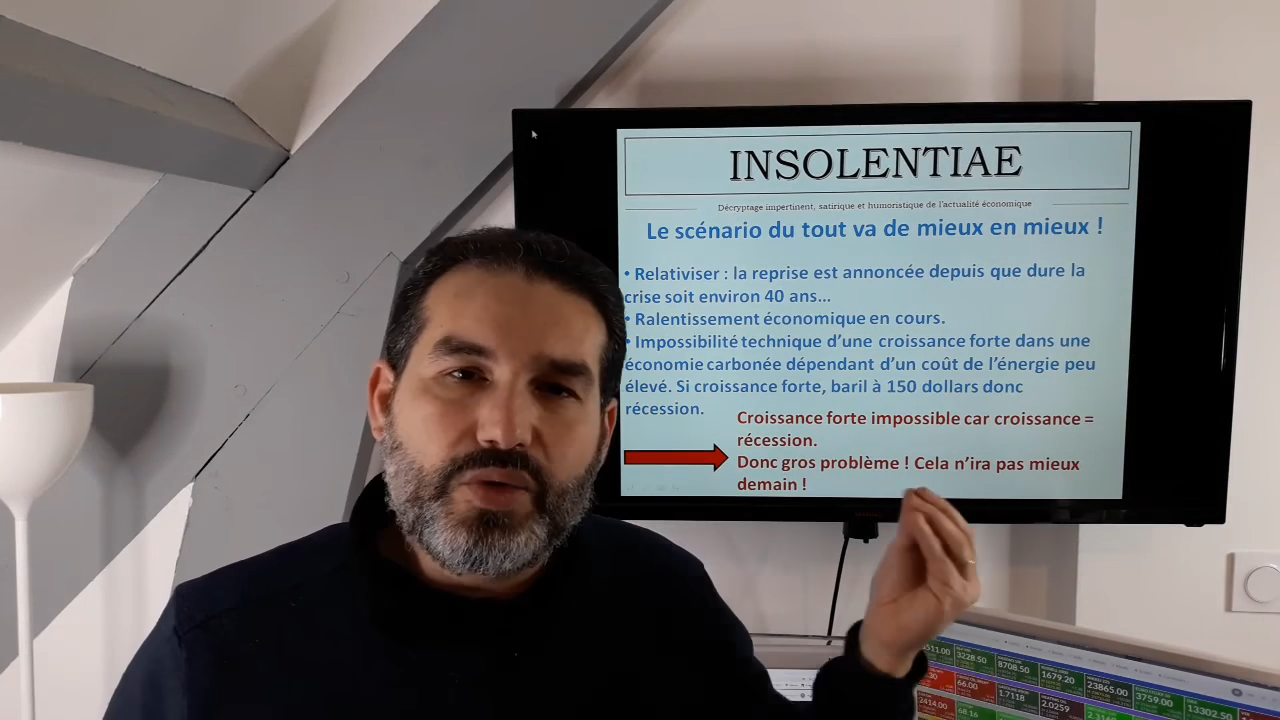 INSOLENTIAE
Décryptage impertinent, satirique et humoristique de l'actualité économique
Le scénario du tout va de mieux en mieux !
• Relativiser : la reprise est annoncée depuis que dure la
crise soit environ 40 ans...
• Ralentissement économique en cours.
• Impossibilité technique d'une croissance forte dans une
économie carbonée dépendant d'un coût de l'énergie peu
élevé. Si croissance forte, baril à 150 dollars donc
récession.
Croissance forte impossible car croissance =
récession.
Donc gros problème ! Cela n'ira pas mieux
demain !
3228.50
8708.50
1679.20
23865.00
3759.00
13302.50
66.00
1.7118
2.0259
2414.00
68.16